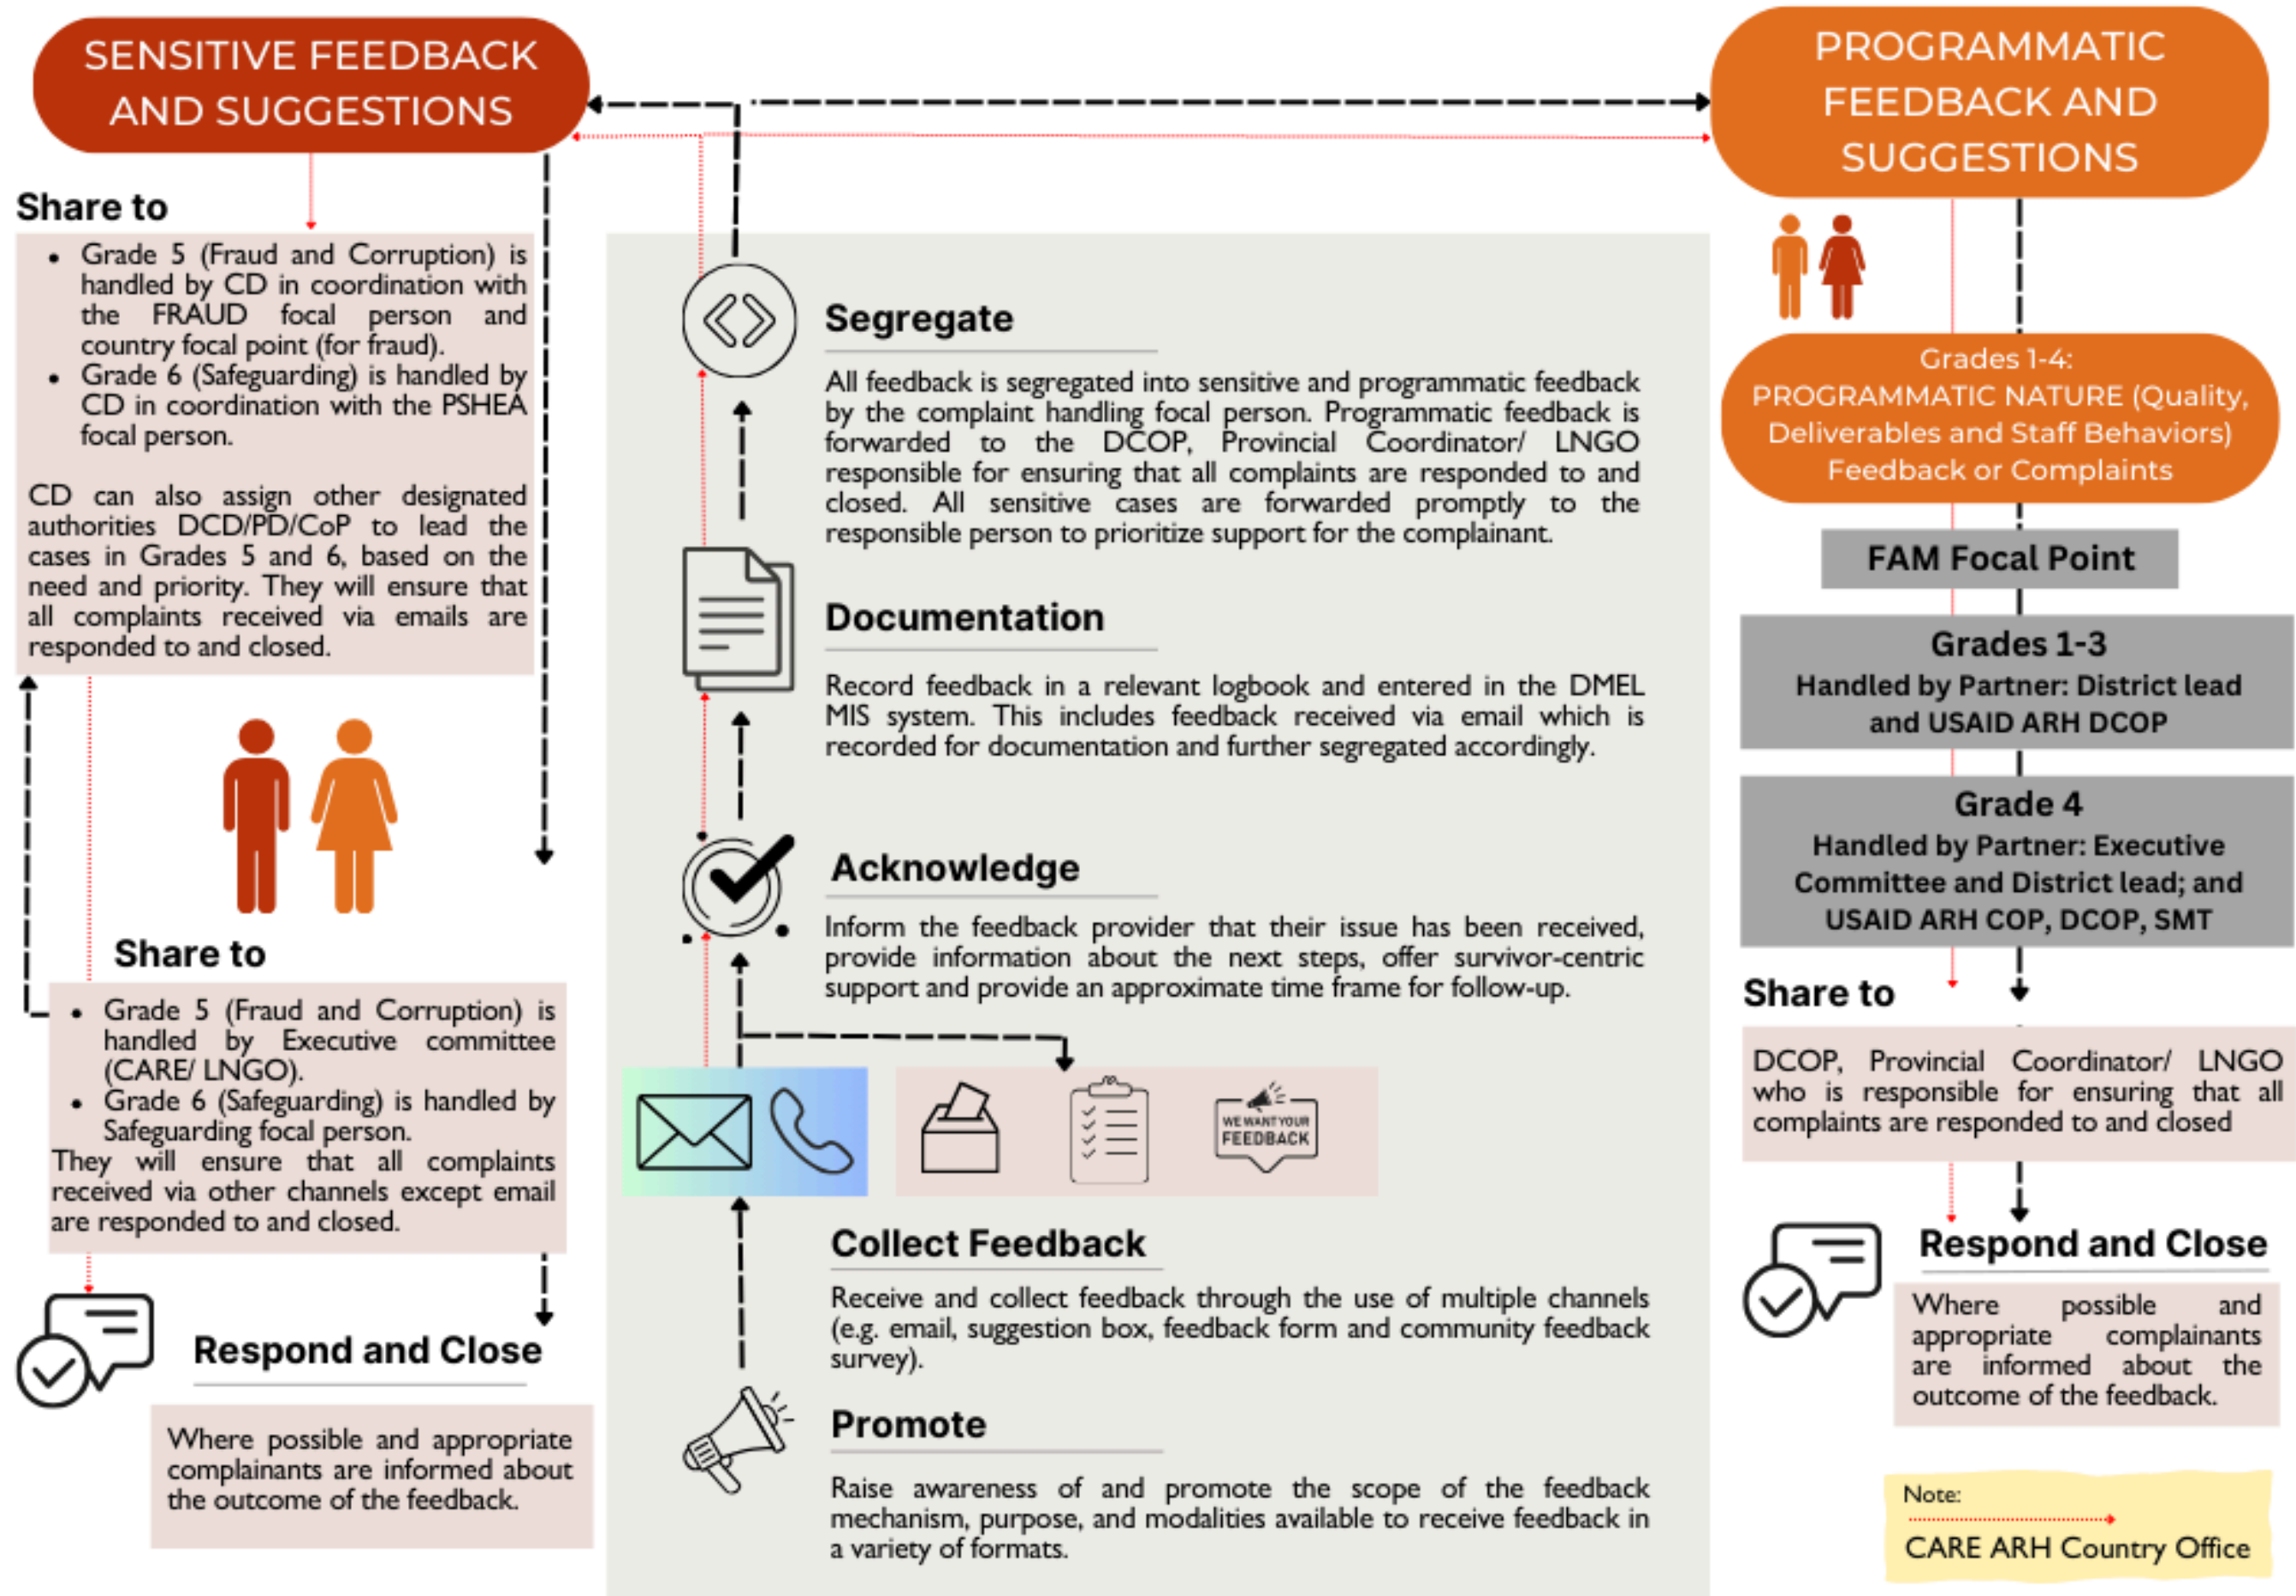 SENSITIVE FEEDBACK
AND SUGGESTIONS
Share to
• Grade 5 (Fraud and Corruption) is
handled by CD in coordination with
the FRAUD focal person and
country focal point (for fraud).
• Grade 6 (Safeguarding) is handled by
CD in coordination with the PSHEA
focal person.
CD can also assign other designated
authorities DCD/PD/CoP to lead the
cases in Grades 5 and 6, based on the
need and priority. They will ensure that
all complaints received via emails are
responded to and closed.
Share to
• Grade 5 (Fraud and Corruption) is
handled by Executive committee
(CARE/ LNGO).
• Grade 6 (Safeguarding) is handled by
Safeguarding focal person.
They will ensure that all complaints
received via other channels except email
are responded to and closed.
Respond and Close
Where possible and appropriate
complainants are informed about
the outcome of the feedback.
Segregate
All feedback is segregated into sensitive and programmatic feedback
by the complaint handling focal person. Programmatic feedback is
forwarded to the DCOP, Provincial Coordinator/ LNGO
responsible for ensuring that all complaints are responded to and
closed. All sensitive cases are forwarded promptly to the
responsible person to prioritize support for the complainant.
Documentation
Record feedback in a relevant logbook and entered in the DMEL
MIS system. This includes feedback received via email which is
recorded for documentation and further segregated accordingly.
Acknowledge
Inform the feedback provider that their issue has been received,
provide information about the next steps, offer survivor-centric
support and provide an approximate time frame for follow-up.
WE WANT YOUR
FEEDBACK
Collect Feedback
Receive and collect feedback through the use of multiple channels
(e.g. email, suggestion box, feedback form and community feedback
survey).
Promote
Raise awareness of and promote the scope of the feedback
mechanism, purpose, and modalities available to receive feedback in
a variety of formats.
PROGRAMMATIC
FEEDBACK AND
SUGGESTIONS
Grades 1-4:
PROGRAMMATIC NATURE (Quality,
Deliverables and Staff Behaviors)
Feedback or Complaints
FAM Focal Point
Grades 1-3
Handled by Partner: District lead
and USAID ARH DCOP
Grade 4
Handled by Partner: Executive
Committee and District lead; and
USAID ARH COP, DCOP, SMT
Share to
DCOP, Provincial Coordinator/ LNGO
who is responsible for ensuring that all
complaints are responded to and closed
Respond and Close
Where possible and
appropriate complainants
are informed about the
outcome of the feedback.
Note:
CARE ARH Country Office